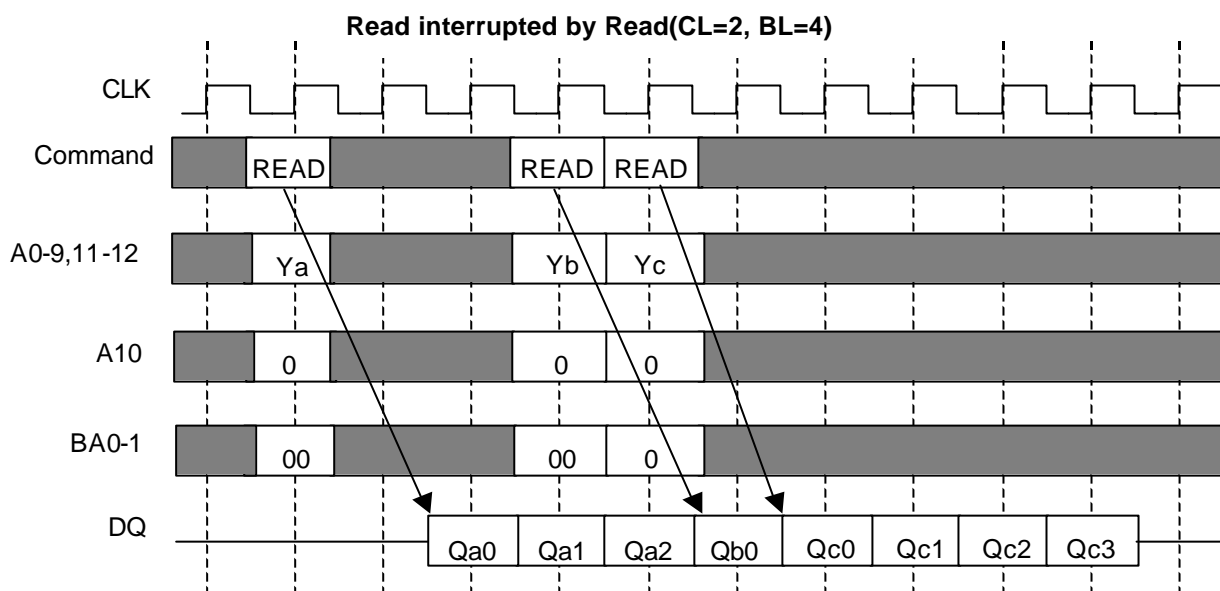 Read interrupted by Read(CL=2, BL=4)
CLK
Command READ READ READ
A0-9,11-12 Ya Yb Yc
A10 0 0 0
BA0-1 00 00 0
DQ Qa0 Qa1 Qa2 Qb0 Qc0 Qc1 Qc2 Qc3